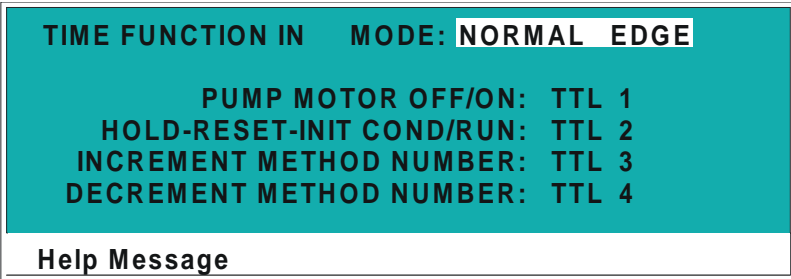 TIME FUNCTION IN MODE: NORMAL EDGE
PUMP MOTOR OFF/ON: TTL 1
HOLD-RESET-INIT COND/RUN: TTL 2
INCREMENT METHOD NUMBER: TTL 3
DECREMENT METHOD NUMBER: TTL 4
Help Message